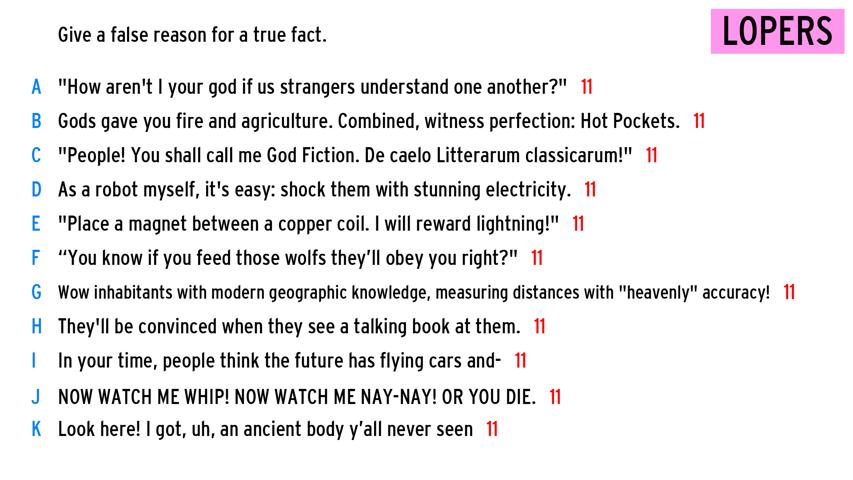 Give a false reason for a true fact.
LOPERS
A "How aren't I your god if us strangers understand one another?" 11
B Gods gave you fire and agriculture. Combined, witness perfection: Hot Pockets. 11
C "People! You shall call me God Fiction. De caelo Litterarum classicarum!" 11
D As a robot myself, it's easy: shock them with stunning electricity. 11
E "Place a magnet between a copper coil. I will reward lightning!" 11
F “You know if you feed those wolfs they’ll obey you right?" 11
G Wow inhabitants with modern geographic knowledge, measuring distances with "heavenly" accuracy! 11
H They'll be convinced when they see a talking book at them. 11
I In your time, people think the future has flying cars and- 11
J NOW WATCH ME WHIP! NOW WATCH ME NAY-NAY! OR YOU DIE. 11
K Look here! I got, uh, an ancient body y’all never seen 11